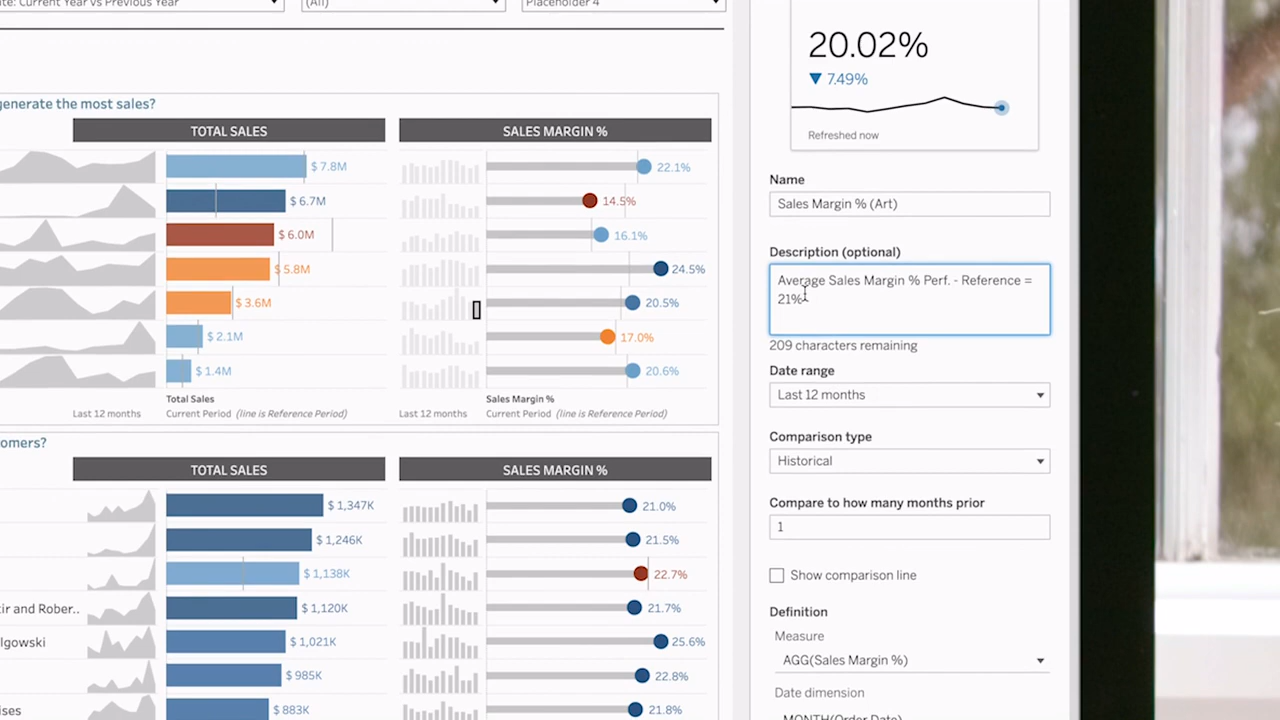 ate: Current Year vs Previous Year
(All)
Placeholder 4
generate the most sales?
TOTAL SALES
SALES MARGIN %
$ 7.8M
22.1%
$ 6.7M
14.5%
$ 6.0M
16.1%
$ 5.8M
24.5%
$ 3.6M
20.5%
$ 2.1M
17.0%
$ 1.4M
20.6%
Total Sales
Sales Margin %
Last 12 months
Current Period (line is Reference Period)
Last 12 months
Current Period (line is Reference Period)
omers?
TOTAL SALES
SALES MARGIN %
$ 1,347K
21.0%
$ 1,246K
21.5%
$ 1,138K
22.7%
tir and Rober..
$ 1,120K
21.7%
lgowski
$ 1,021K
25.6%
$ 985K
22.8%
ises
$ 883K
21.8%
20.02%
▼ 7.49%
Refreshed now
Name
Sales Margin % (Art)
Description (optional)
Average Sales Margin % Perf. - Reference =
21%
209 characters remaining
Date range
Last 12 months
Comparison type
Historical
Compare to how many months prior
1
Show comparison line
Definition
Measure
AGG(Sales Margin %)
Date dimension
MONTH(Order Date)